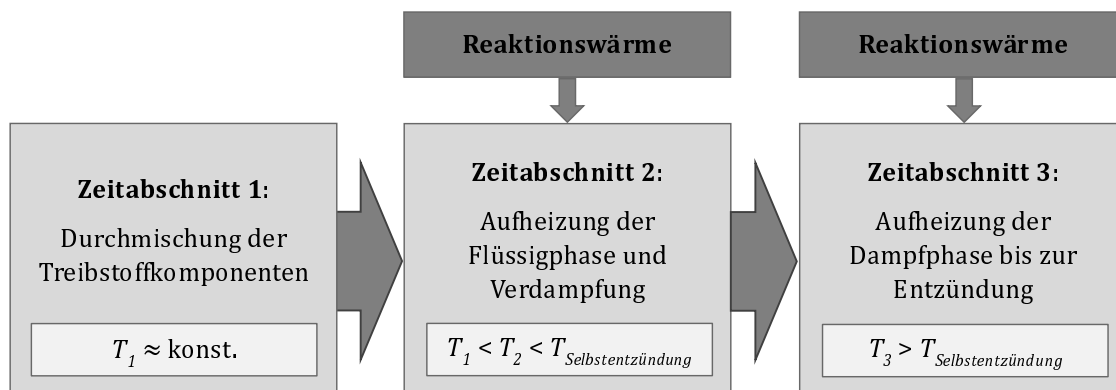 Reaktionswärme
Reaktionswärme
Zeitabschnitt 1:
Durchmischung der
Treibstoffkomponenten
T1 ≈ konst.
Zeitabschnitt 2:
Aufheizung der
Flüssigphase und
Verdampfung
T1 < T2 < TSelbstentzündung
Zeitabschnitt 3:
Aufheizung der
Dampfphase bis zur
Entzündung
T3 > TSelbstentzündung